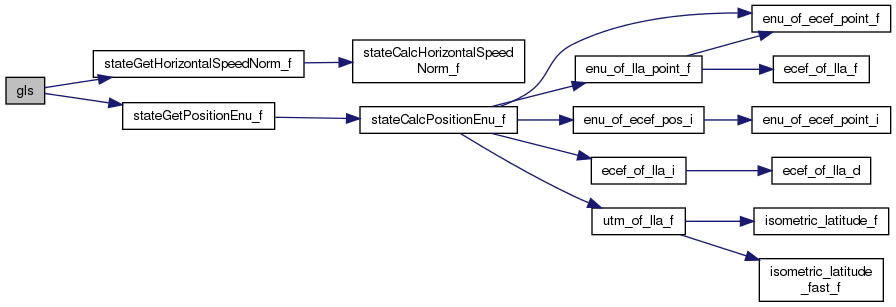 gls
stateGetHorizontalSpeedNorm_f
stateCalcHorizontalSpeed
Norm_f
stateGetPositionEnu_f
stateCalcPositionEnu_f
enu_of_ecef_point_f
enu_of_lla_point_f
ecef_of_lla_f
enu_of_ecef_pos_i
enu_of_ecef_point_i
ecef_of_lla_i
ecef_of_lla_d
utm_of_lla_f
isometric_latitude_f
isometric_latitude
_fast_f